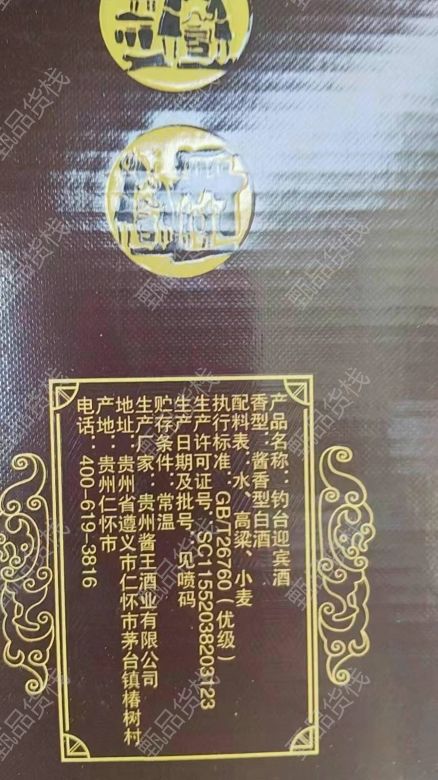 产品名称：钓台迎宾酒
香型：酱香型白酒
配料表：水、高粱、小麦
执行标准：GB/T26760（优级）
生产许可证号：SC11552038203123
生产日期及批号：见喷码
贮存条件：常温
生产厂家：贵州酱王酒业有限公司
地址：贵州省遵义市仁怀市茅台镇椿树村
产地：贵州仁怀市
电话：400-619-3816
甄品货栈